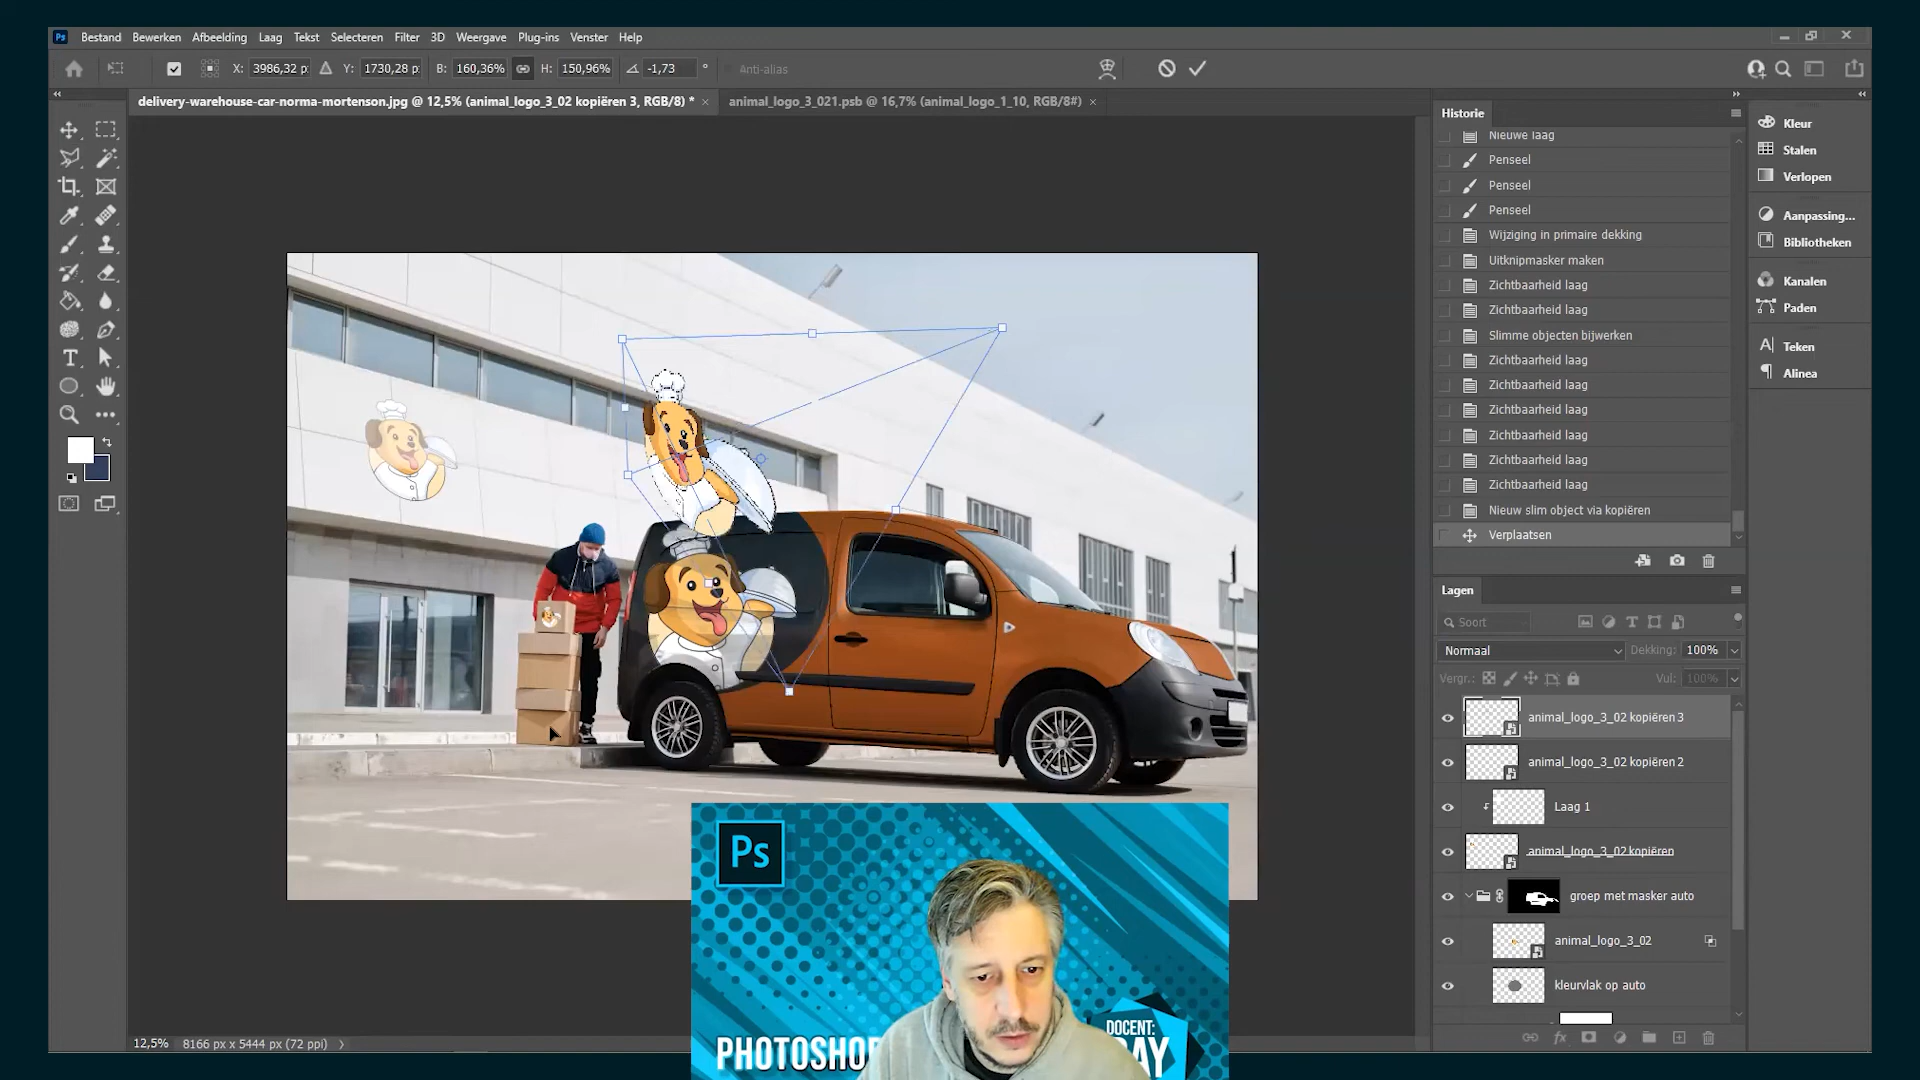 Ps Bestand Bewerken Afbeelding Laag Tekst Selecteren Filter 3D Weergave Plug-ins Venster Help
X: 3986,32 p: Y: 1730,28 p: B: 160,36% H: 150,96% -1,73 ° Anti-alias
delivery-warehouse-car-norma-mortenson.jpg @ 12,5% (animal_logo_3_02 kopiëren 3, RGB/8) *
animal_logo_3_021.psb @ 16,7% (animal_logo_1_10, RGB/8#)
Historie
Nieuwe laag
Penseel
Penseel
Penseel
Wijziging in primaire dekking
Uitknipmasker maken
Zichtbaarheid laag
Zichtbaarheid laag
Slimme objecten bijwerken
Zichtbaarheid laag
Zichtbaarheid laag
Zichtbaarheid laag
Zichtbaarheid laag
Zichtbaarheid laag
Zichtbaarheid laag
Nieuw slim object via kopiëren
Verplaatsen
Kleur
Stalen
Verlopen
Aanpassing...
Bibliotheken
Kanalen
Paden
Teken
Alinea
Lagen
Soort
Normaal Dekking: 100%
Vergr.: Vul: 100%
animal_logo_3_02 kopiëren 3
animal_logo_3_02 kopiëren 2
Laag 1
animal_logo_3_02 kopiëren
groep met masker auto
animal_logo_3_02
kleurvlak op auto
Ps
DOCENT:
PHOTOSHO
AY
12,5% 8166 px x 5444 px (72 ppi)